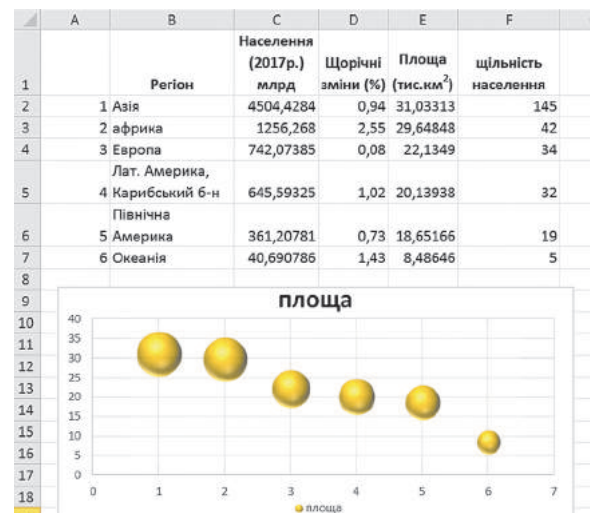 A B C D E F
1 Регіон Населення (2017р.) млрд Щорічні зміни (%) Площа (тис.км²) щільність населення
2 1 Азія 4504,4284 0,94 31,03313 145
3 2 африка 1256,268 2,55 29,64848 42
4 3 Европа 742,07385 0,08 22,1349 34
5 4 Лат. Америка, Карибський б-н 645,59325 1,02 20,13938 32
6 5 Північна Америка 361,20781 0,73 18,65166 19
7 6 Океанія 40,690786 1,43 8,48646 5
8
9
10
11
12
13
14
15
16
17
18
площа
40
35
30
25
20
15
10
5
0
0 1 2 3 4 5 6 7
площа